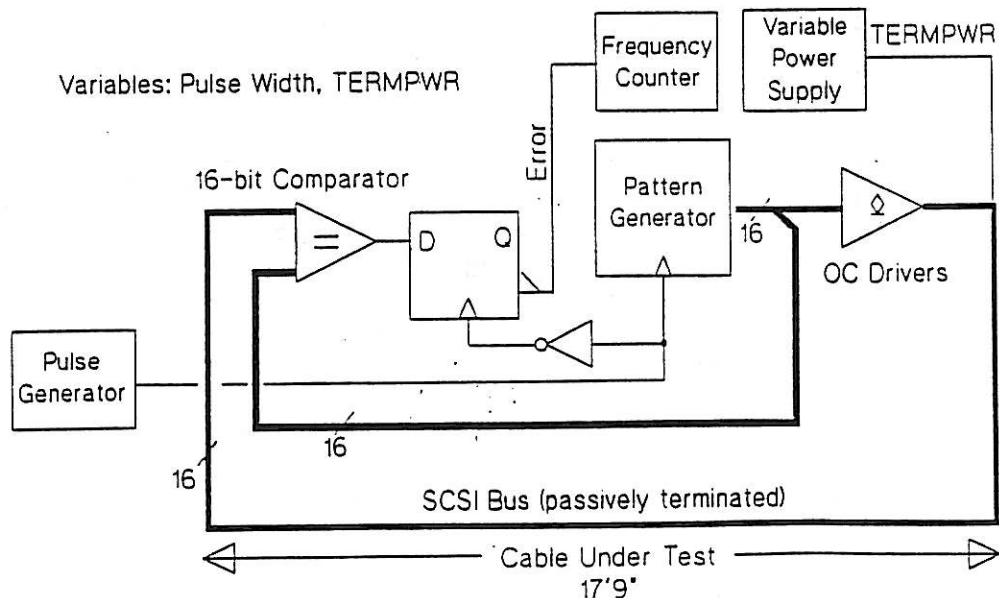 Variables: Pulse Width, TERMPWR
Frequency
Counter
Variable
Power
Supply
TERMPWR
Error
16-bit Comparator
=
D
Q
Pattern
Generator
16
OC Drivers
Pulse
Generator
16
16
SCSI Bus (passively terminated)
Cable Under Test
17'9"